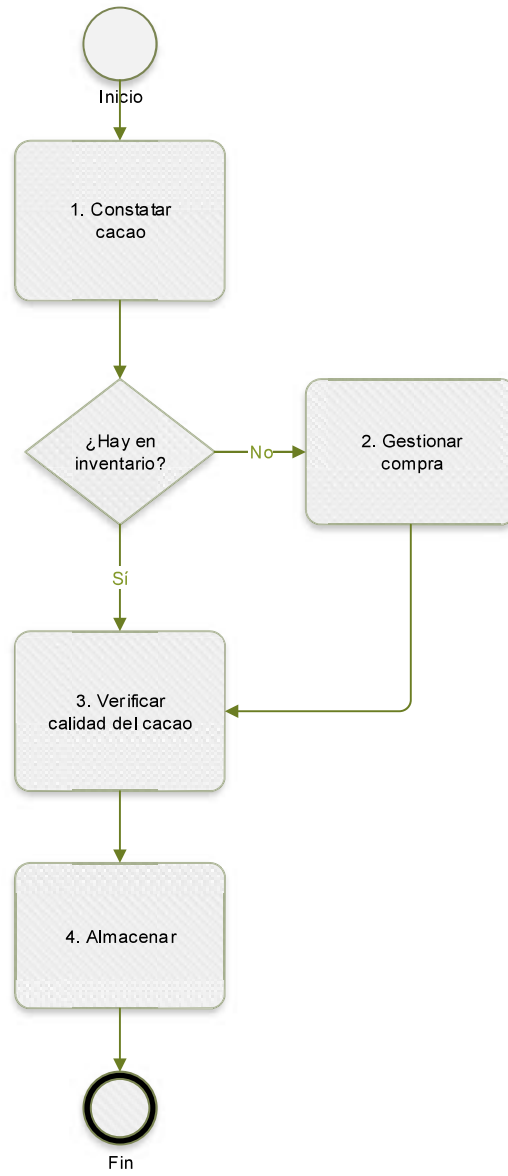 Inicio
1. Constatar
cacao
¿Hay en
inventario?
No
2. Gestionar
compra
Sí
3. Verificar
calidad del cacao
4. Almacenar
Fin